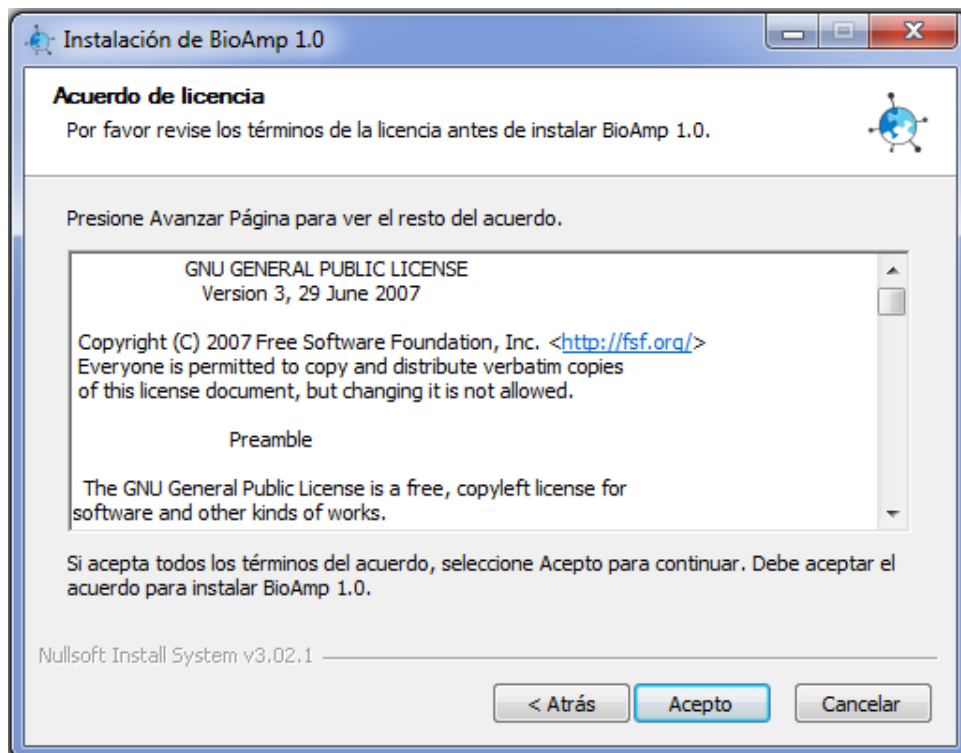 Instalación de BioAmp 1.0
Acuerdo de licencia
Por favor revise los términos de la licencia antes de instalar BioAmp 1.0.
Presione Avanzar Página para ver el resto del acuerdo.
GNU GENERAL PUBLIC LICENSE
Version 3, 29 June 2007
Copyright (C) 2007 Free Software Foundation, Inc. <http://fsf.org/>
Everyone is permitted to copy and distribute verbatim copies
of this license document, but changing it is not allowed.
Preamble
The GNU General Public License is a free, copyleft license for
software and other kinds of works.
Si acepta todos los términos del acuerdo, seleccione Acepto para continuar. Debe aceptar el
acuerdo para instalar BioAmp 1.0.
Nullsoft Install System v3.02.1
< Atrás Acepto Cancelar